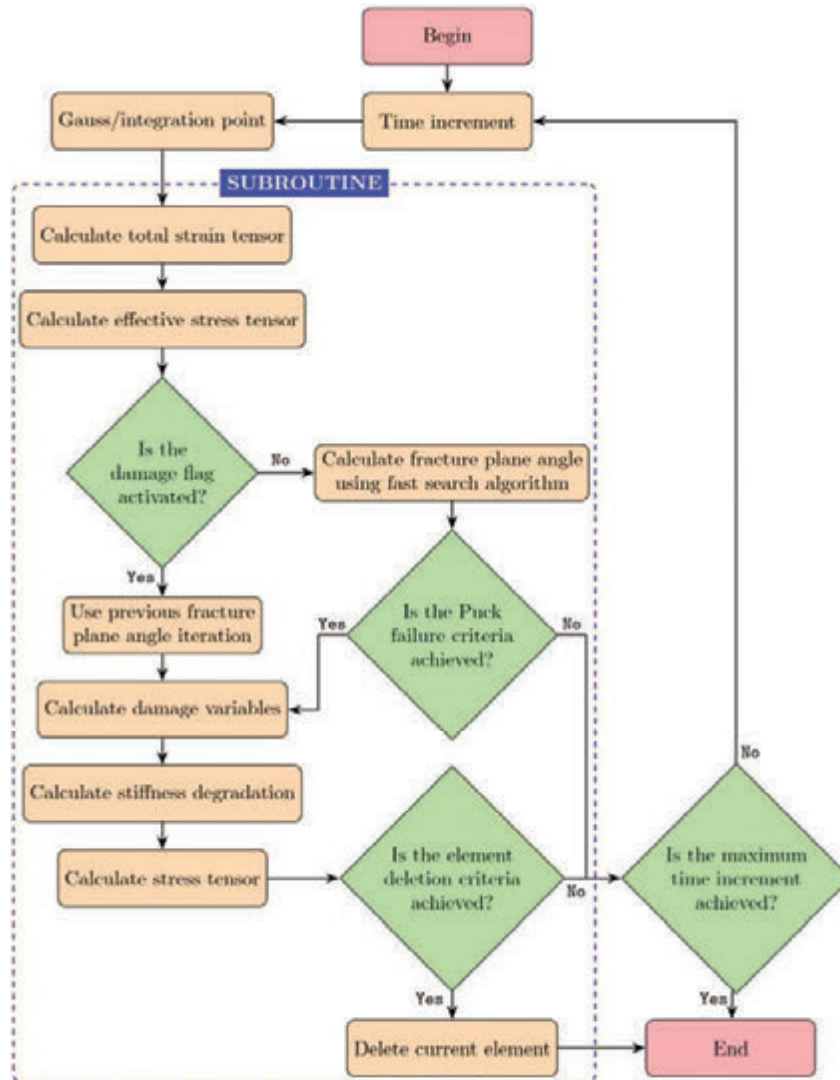 Begin
Gauss/integration point
Time increment
SUBROUTINE
Calculate total strain tensor
Calculate effective stress tensor
Is the
damage flag
activated?
No
Calculate fracture plane angle
using fast search algorithm
Yes
Use previous fracture
plane angle iteration
Yes
Is the Puck
failure criteria
achieved?
No
Calculate damage variables
Calculate stiffness degradation
No
Calculate stress tensor
Is the element
deletion criteria
achieved?
No
Is the maximum
time increment
achieved?
Yes
Yes
Delete current element
End